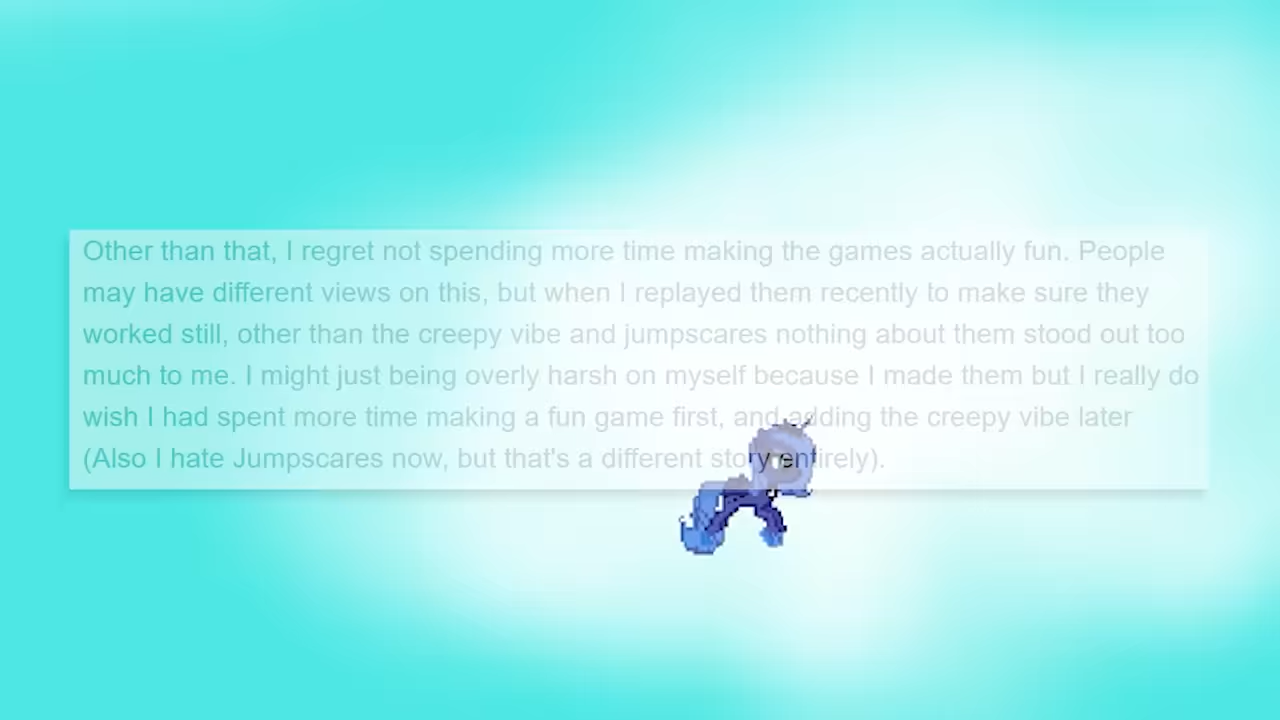 Other than that, I regret not spending more time making the games actually fun. People
may have different views on this, but when I replayed them recently to make sure they
worked still, other than the creepy vibe and jumpscares nothing about them stood out too
much to me. I might just being overly harsh on myself because I made them but I really do
wish I had spent more time making a fun game first, and adding the creepy vibe later
(Also I hate Jumpscares now, but that's a different story entirely).